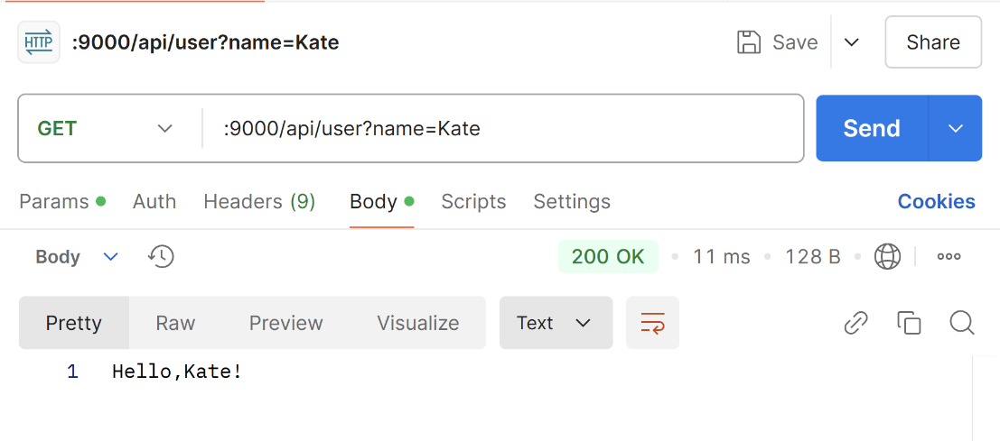 HTTP :9000/api/user?name=Kate Save Share
GET :9000/api/user?name=Kate Send
Params Auth Headers (9) Body Scripts Settings Cookies
Body 200 OK 11 ms 128 B
Pretty Raw Preview Visualize Text
1 Hello,Kate!